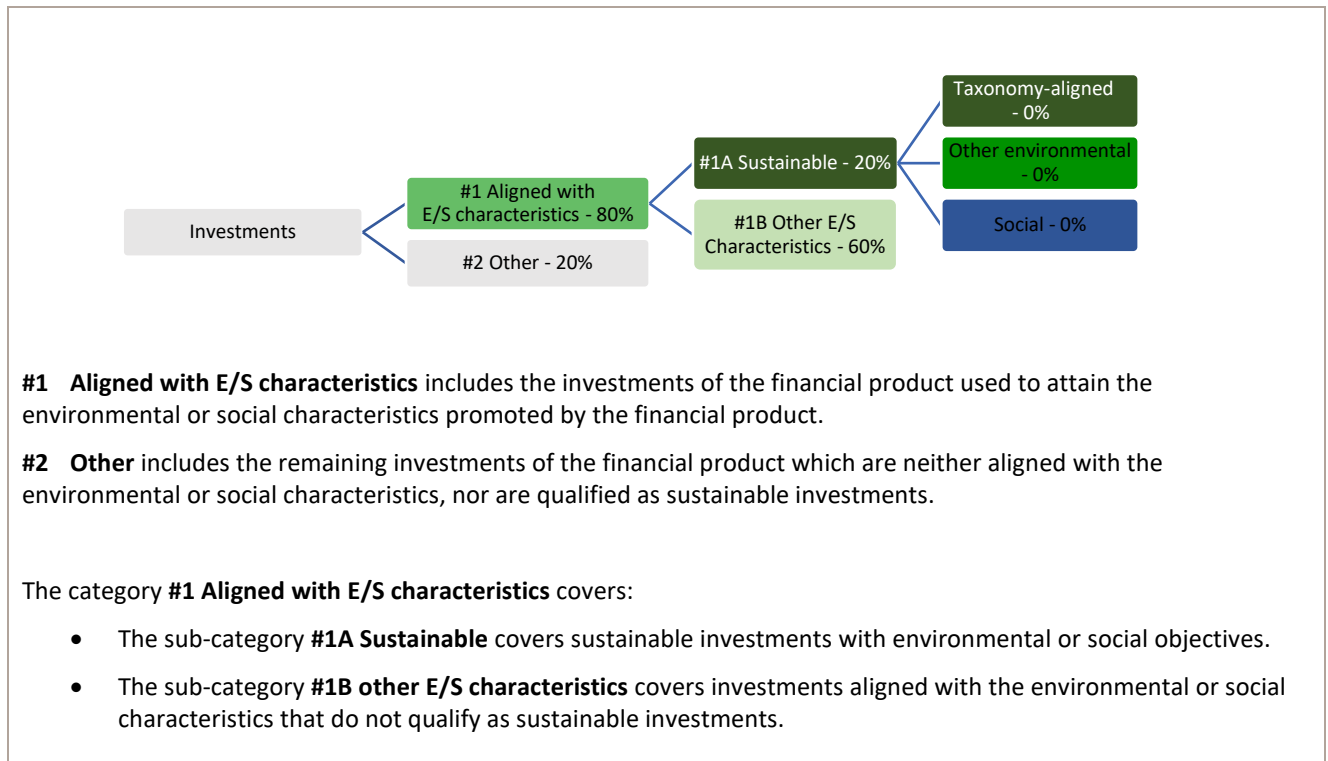 Taxonomy-aligned
- 0%
#1A Sustainable - 20%
Other environmental
- 0%
#1 Aligned with
E/S characteristics - 80%
Investments
#1B Other E/S
Characteristics - 60%
Social - 0%
#2 Other - 20%
#1 Aligned with E/S characteristics includes the investments of the financial product used to attain the
environmental or social characteristics promoted by the financial product.
#2 Other includes the remaining investments of the financial product which are neither aligned with the
environmental or social characteristics, nor are qualified as sustainable investments.
The category #1 Aligned with E/S characteristics covers:
• The sub-category #1A Sustainable covers sustainable investments with environmental or social objectives.
• The sub-category #1B other E/S characteristics covers investments aligned with the environmental or social
characteristics that do not qualify as sustainable investments.